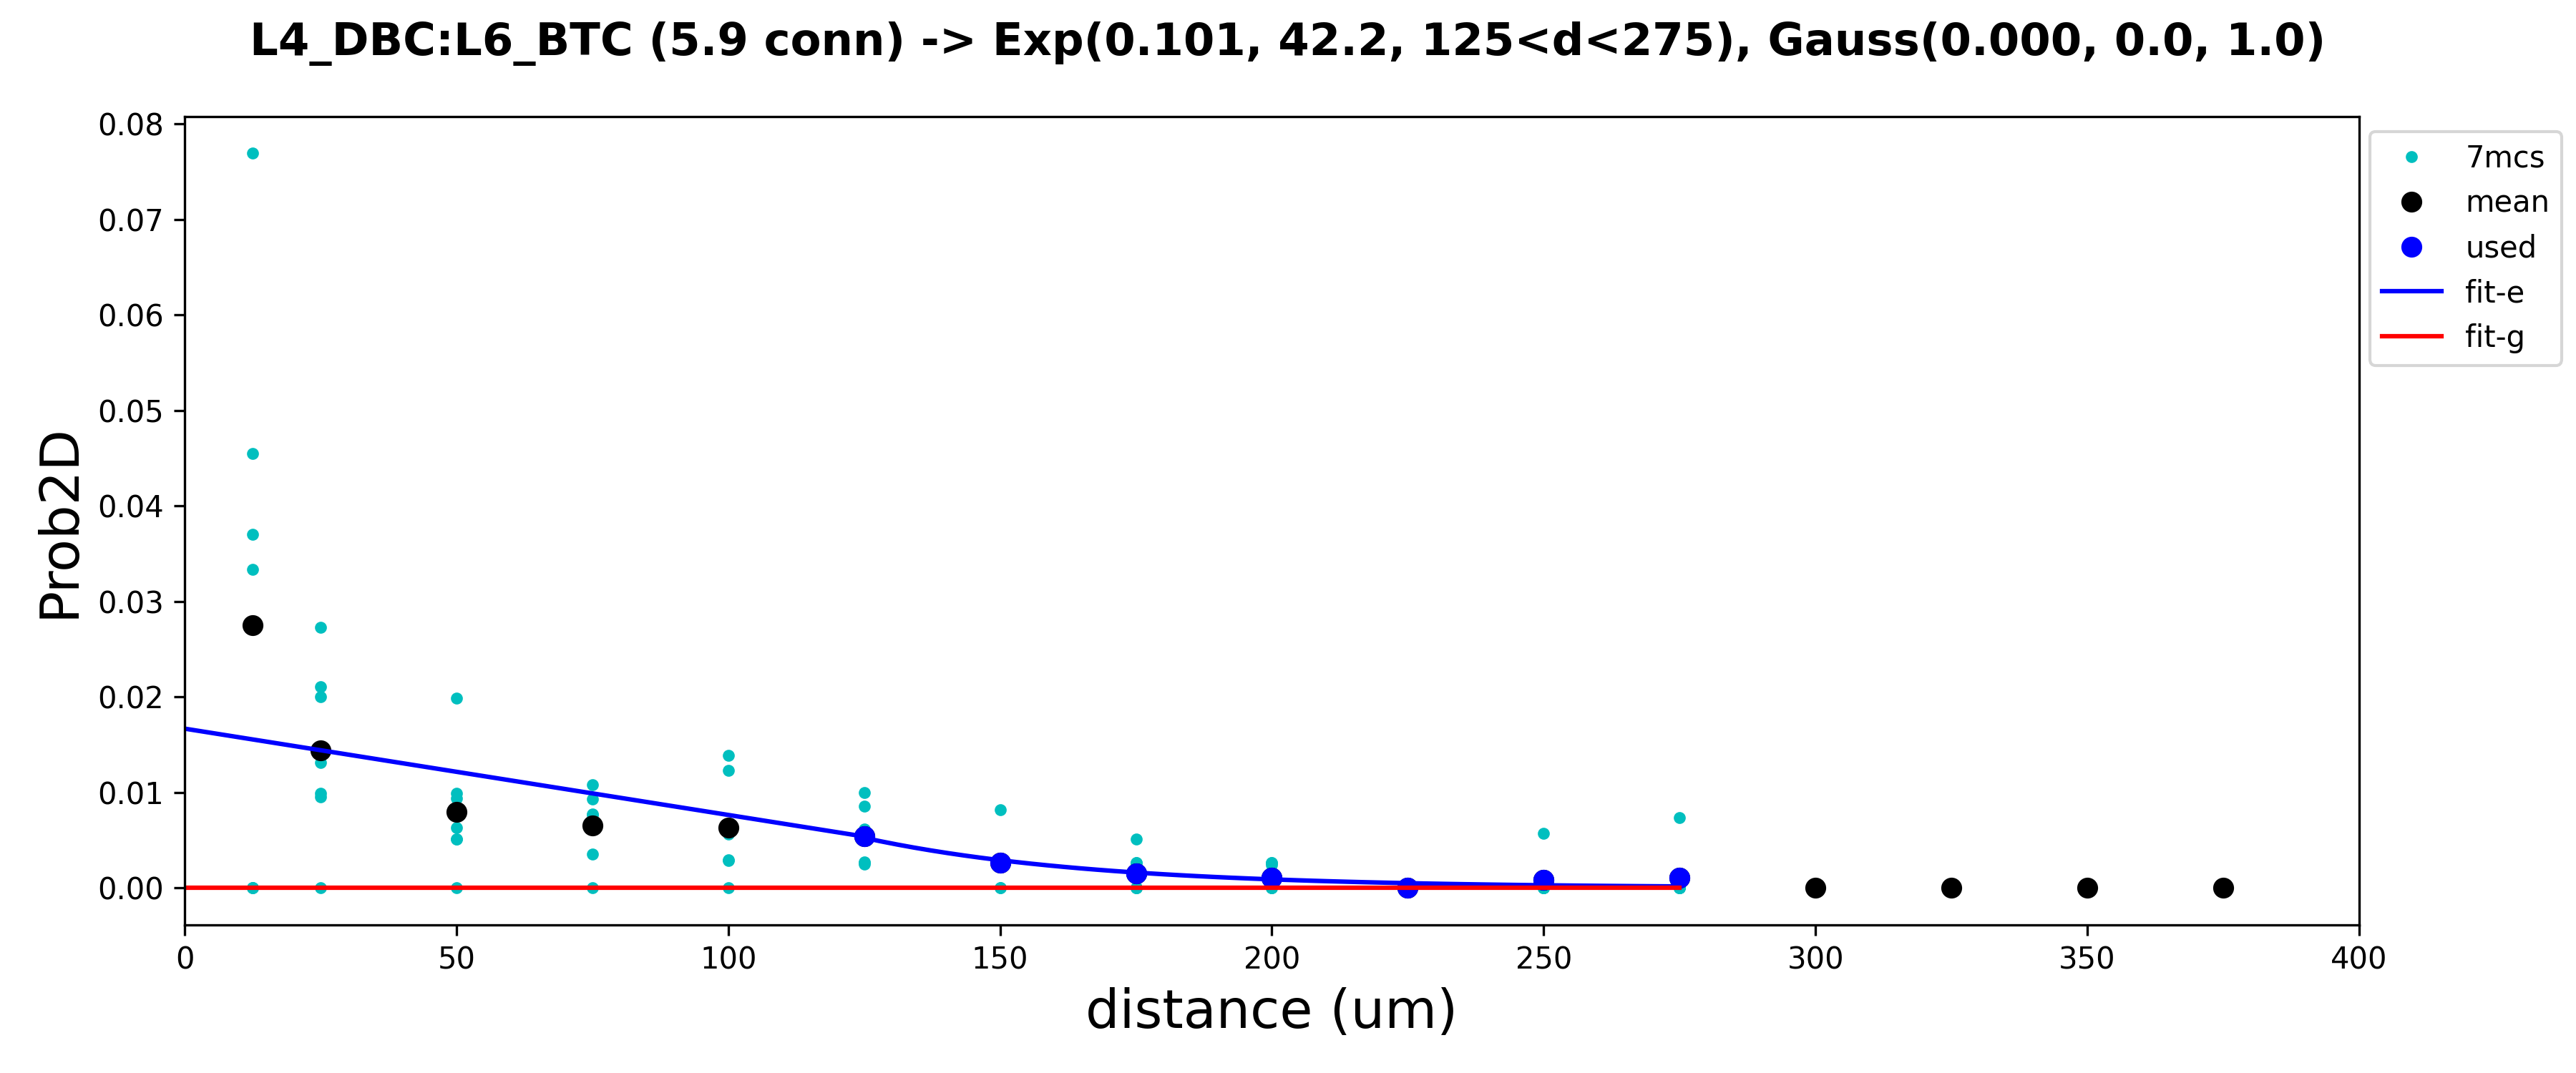 L4_DBC:L6_BTC (5.9 conn) -> Exp(0.101, 42.2, 125<d<275), Gauss(0.000, 0.0, 1.0)
0.08
0.07
0.06
0.05
0.04
0.03
0.02
0.01
0.00
Prob2D
0 50 100 150 200 250 300 350 400
distance (um)
7mcs
mean
used
fit-e
fit-g